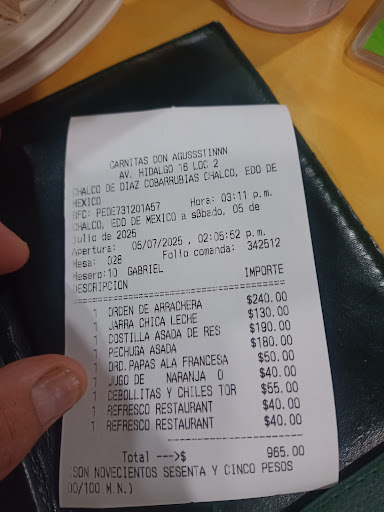 CARNITAS DON AGUSSSTINNN
AV. HIDALGO 16 LOC 2
CHALCO DE DIAZ COBARRUBIAS CHALCO, EDO DE
MEXICO
RFC: PEDE731201A57 Hora: 03:11 p.m.
CHALCO, EDO DE MEXICO a sábado, 05 de
julio de 2025
Apertura: 05/07/2025 , 02:05:52 p.m.
Mesa: 028 Folio comanda: 342512
Mesero:10 GABRIEL
DESCRIPCION IMPORTE
1 ORDEN DE ARRACHERA $240.00
1 JARRA CHICA LECHE $130.00
1 COSTILLA ASADA DE RES $190.00
1 PECHUGA ASADA $180.00
1 ORD. PAPAS ALA FRANCESA $50.00
1 JUGO DE NARANJA O $40.00
1 CEBOLLITAS Y CHILES TOR $55.00
1 REFRESCO RESTAURANT $40.00
1 REFRESCO RESTAURANT $40.00
Total --->$ 965.00
(SON NOVECIENTOS SESENTA Y CINCO PESOS
00/100 M.N.)